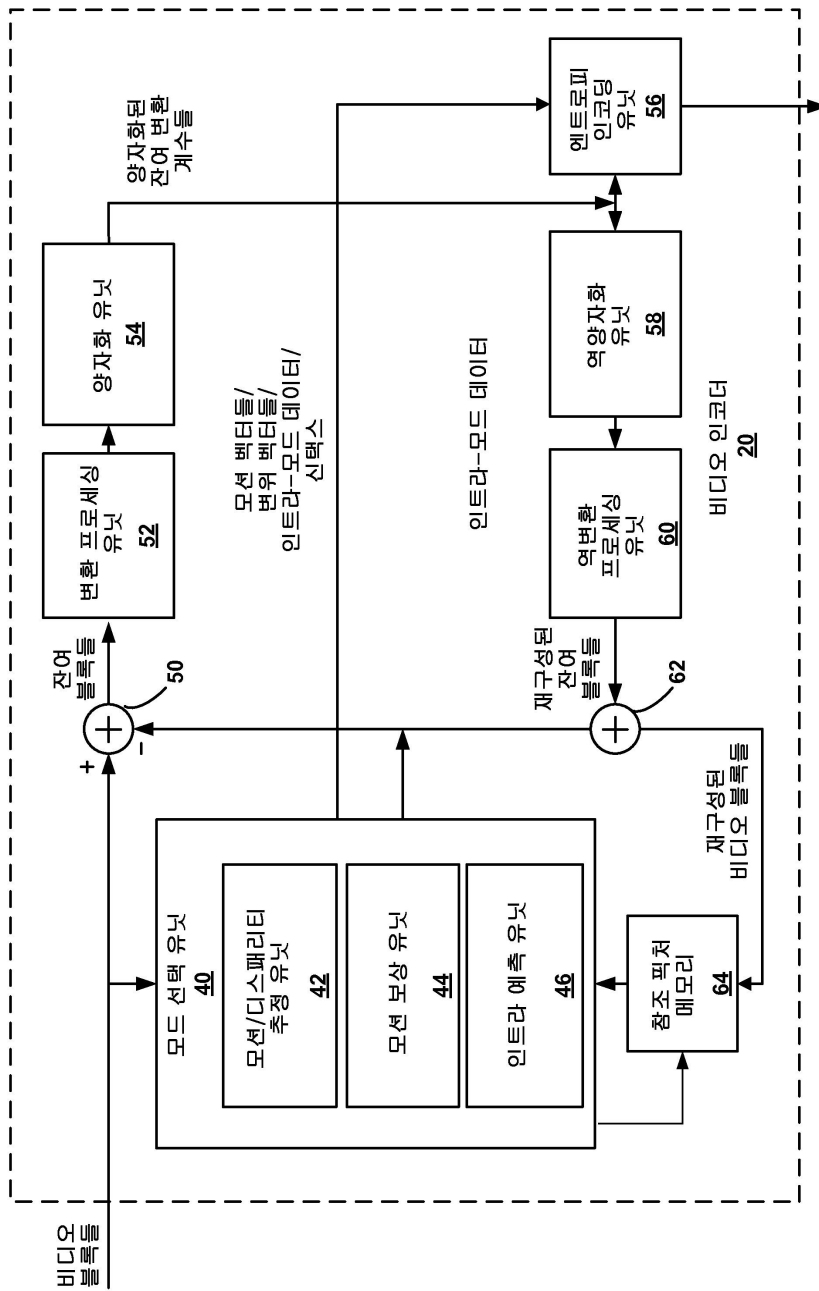 비디오
블록들
+
-
잔여
블록들
50
변환 프로세싱
유닛
52
양자화 유닛
54
양자화된
잔여 변환
계수들
모드 선택 유닛
40
모션/디스패리티
추정 유닛
42
모션 보상 유닛
44
인트라 예측 유닛
46
모션 벡터들/
변위 벡터들/
인트라-모드 데이터/
신택스
인트라-모드 데이터
엔트로피
인코딩
유닛
56
역양자화
유닛
58
역변환
프로세싱
유닛
60
재구성된
잔여
블록들
62
참조 픽처
메모리
64
재구성된
비디오 블록들
비디오 인코더
20